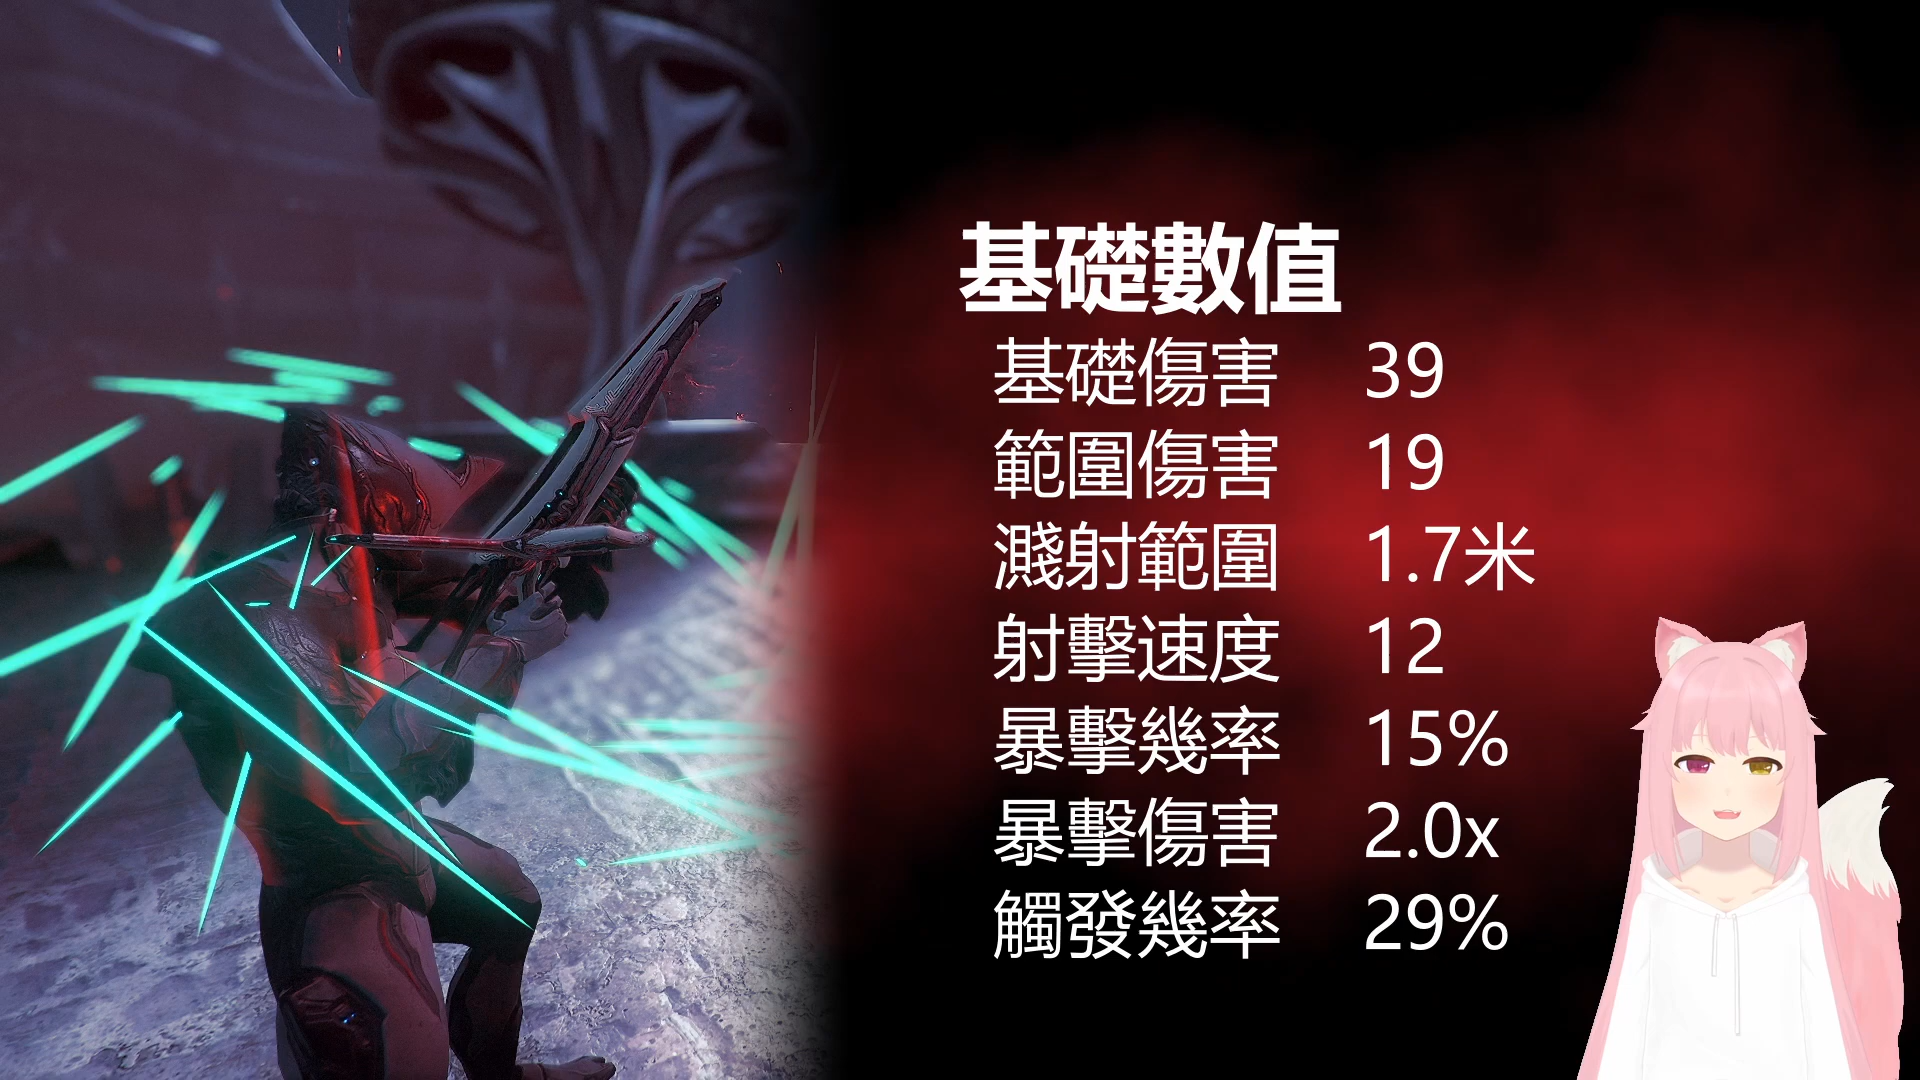 基礎數值
基礎傷害 39
範圍傷害 19
濺射範圍 1.7米
射擊速度 12
暴擊幾率 15%
暴擊傷害 2.0x
觸發幾率 29%